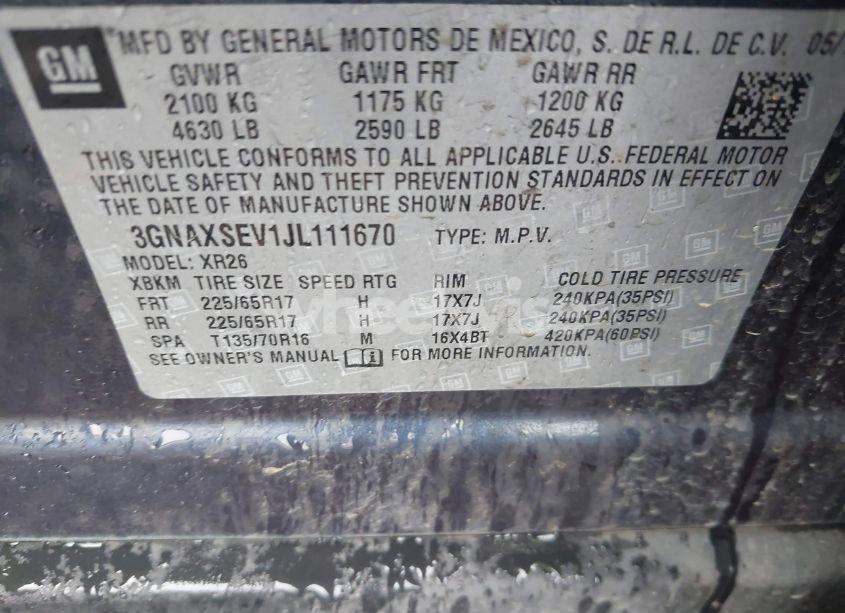 GM MFD BY GENERAL MOTORS DE MEXICO, S. DE R.L. DE C.V. 05/
GVWR GAWR FRT GAWR RR
2100 KG 1175 KG 1200 KG
4630 LB 2590 LB 2645 LB
THIS VEHICLE CONFORMS TO ALL APPLICABLE U.S. FEDERAL MOTOR
VEHICLE SAFETY AND THEFT PREVENTION STANDARDS IN EFFECT ON
THE DATE OF MANUFACTURE SHOWN ABOVE.
3GNAXSEV1JL111670 TYPE: M.P.V.
MODEL: XR26
XBKM TIRE SIZE SPEED RTG RIM COLD TIRE PRESSURE
FRT 225/65R17 H 17X7J 240KPA(35PSI)
RR 225/65R17 H 17X7J 240KPA(35PSI)
SPA T135/70R16 M 16X4BT 420KPA(60PSI)
SEE OWNER'S MANUAL FOR MORE INFORMATION.